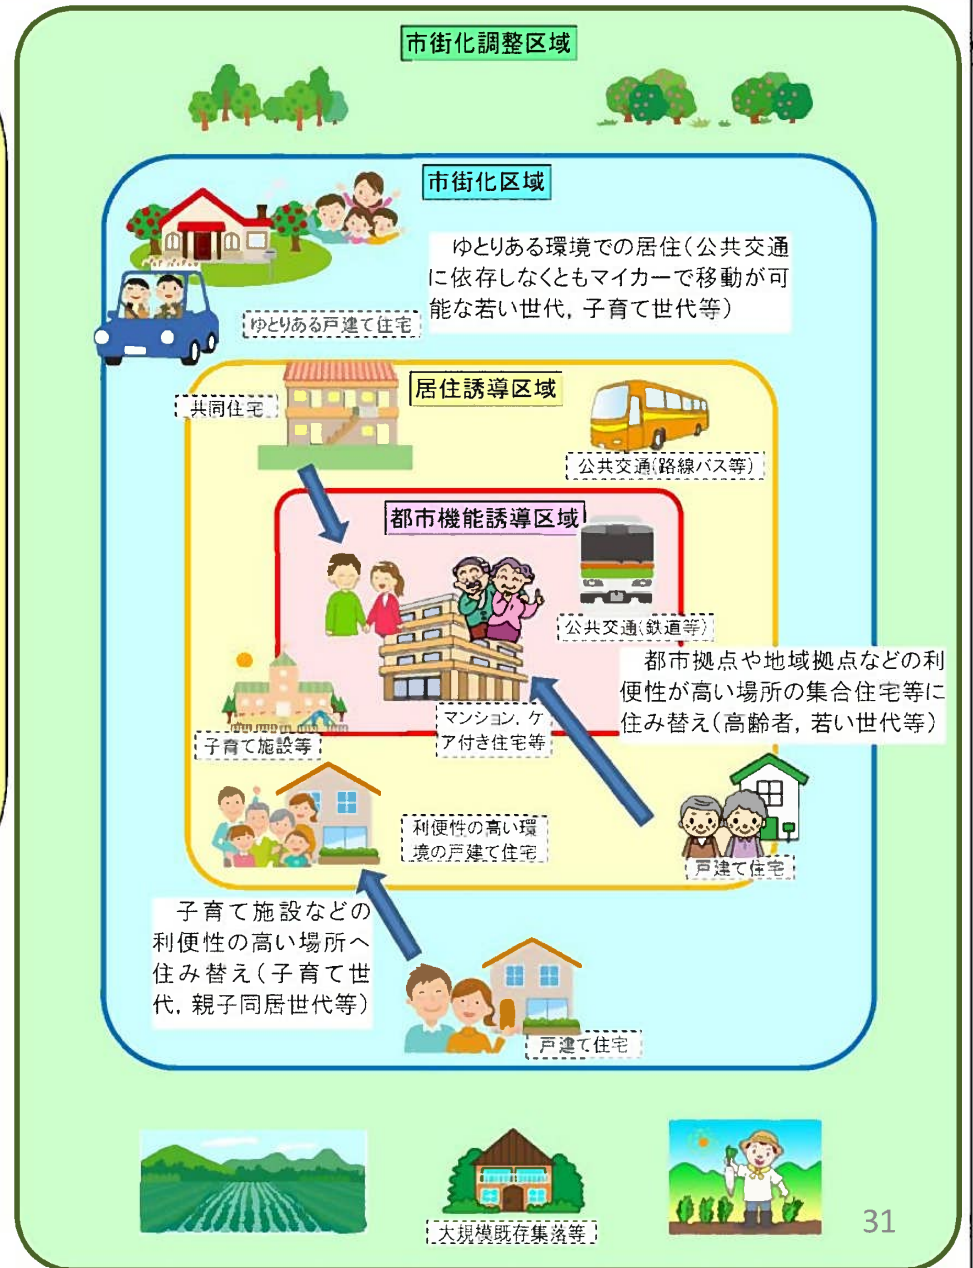 市街化調整区域
市街化区域
ゆとりある環境での居住(公共交通
に依存しなくともマイカーで移動が可
能な若い世代，子育て世代等)
ゆとりある戸建て住宅
居住誘導区域
共同住宅
公共交通(路線バス等)
都市機能誘導区域
公共交通(鉄道等)
都市拠点や地域拠点などの利
便性が高い場所の集合住宅等に
住み替え(高齢者，若い世代等)
マンション，ケ
ア付き住宅等
子育て施設等
利便性の高い環
境の戸建て住宅
戸建て住宅
子育て施設などの
利便性の高い場所へ
住み替え(子育て世
代，親子同居世代等)
戸建て住宅
大規模既存集落等
31